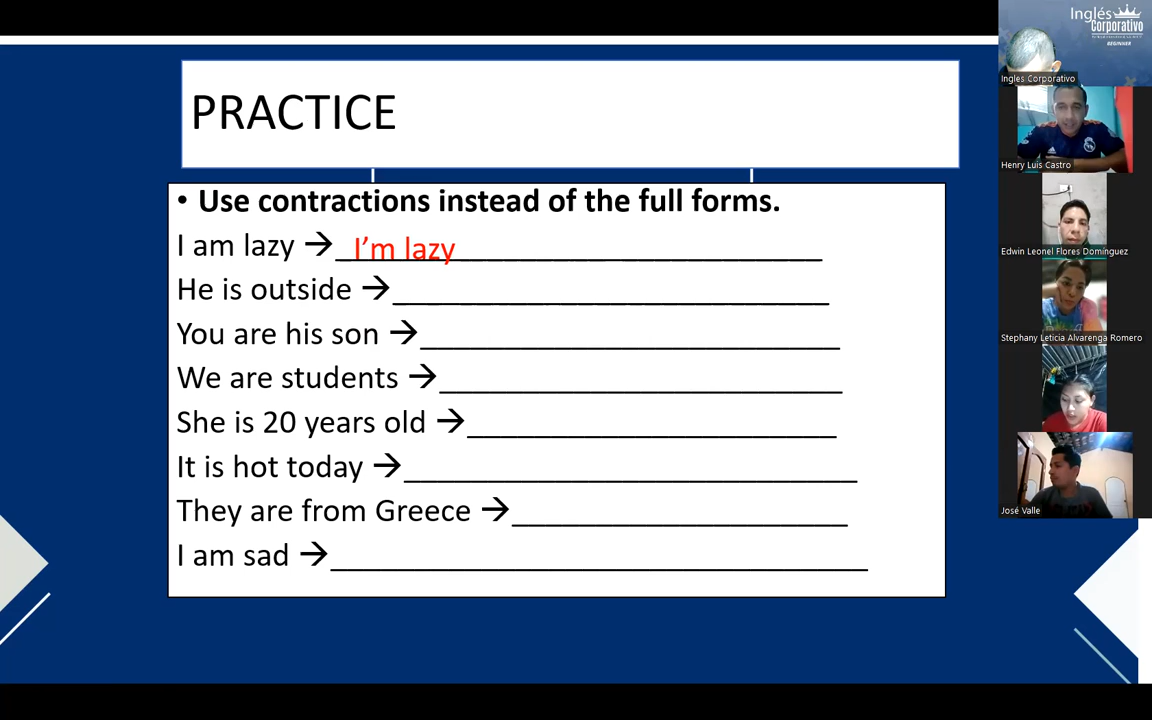 PRACTICE
• Use contractions instead of the full forms.
I am lazy → I'm lazy
He is outside →
You are his son →
We are students →
She is 20 years old →
It is hot today →
They are from Greece →
I am sad →
Inglés
Corporativo
BEGINNER
Ingles Corporativo
Henry Luis Castro
Edwin Leonel Flores Domínguez
Stephany Leticia Alvarenga Romero
José Valle